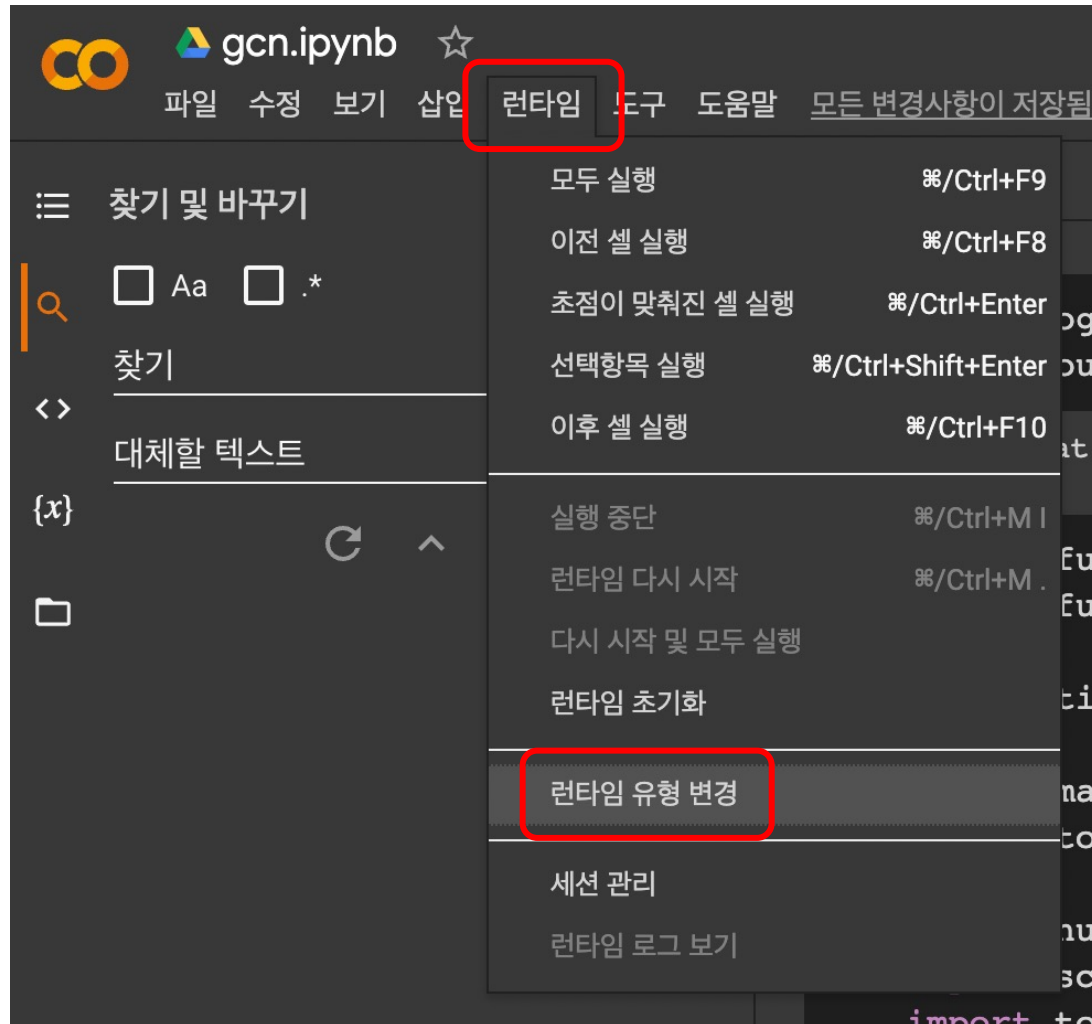 gcn.ipynb
파일 수정 보기 삽입 런타임 도구 도움말 모든 변경사항이 저장됨
찾기 및 바꾸기
Aa .*
찾기
대체할 텍스트
{x}
모두 실행 ⌘/Ctrl+F9
이전 셀 실행 ⌘/Ctrl+F8
초점이 맞춰진 셀 실행 ⌘/Ctrl+Enter
선택항목 실행 ⌘/Ctrl+Shift+Enter
이후 셀 실행 ⌘/Ctrl+F10
실행 중단 ⌘/Ctrl+M I
런타임 다시 시작 ⌘/Ctrl+M .
다시 시작 및 모두 실행
런타임 초기화
런타임 유형 변경
세션 관리
런타임 로그 보기
import